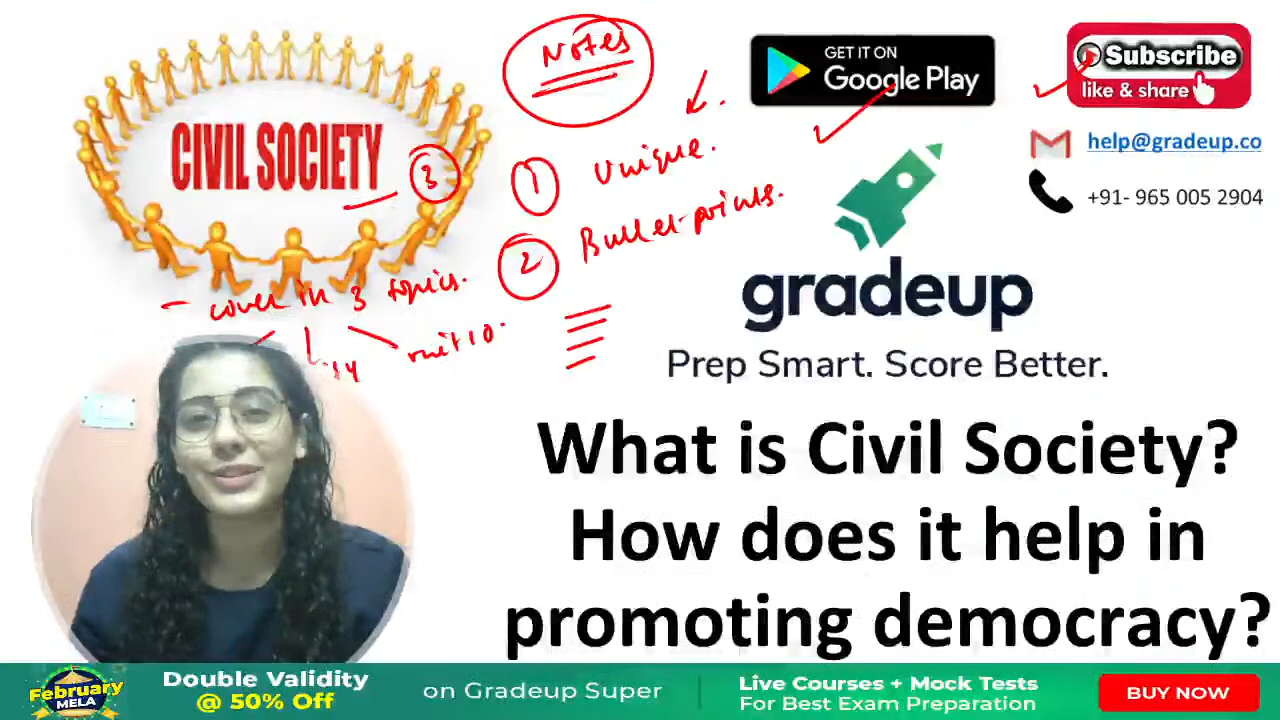 Notes
GET IT ON
Google Play
Subscribe
like & share
CIVIL SOCIETY
3
1 Unique.
help@gradeup.co
+91- 965 005 2904
2 Bullet-points.
- cover in 3 topics.
unit 10.
gradeup
Prep Smart. Score Better.
What is Civil Society?
How does it help in
promoting democracy?
February
MELA
Double Validity
@ 50% Off
on Gradeup Super
Live Courses + Mock Tests
For Best Exam Preparation
BUY NOW